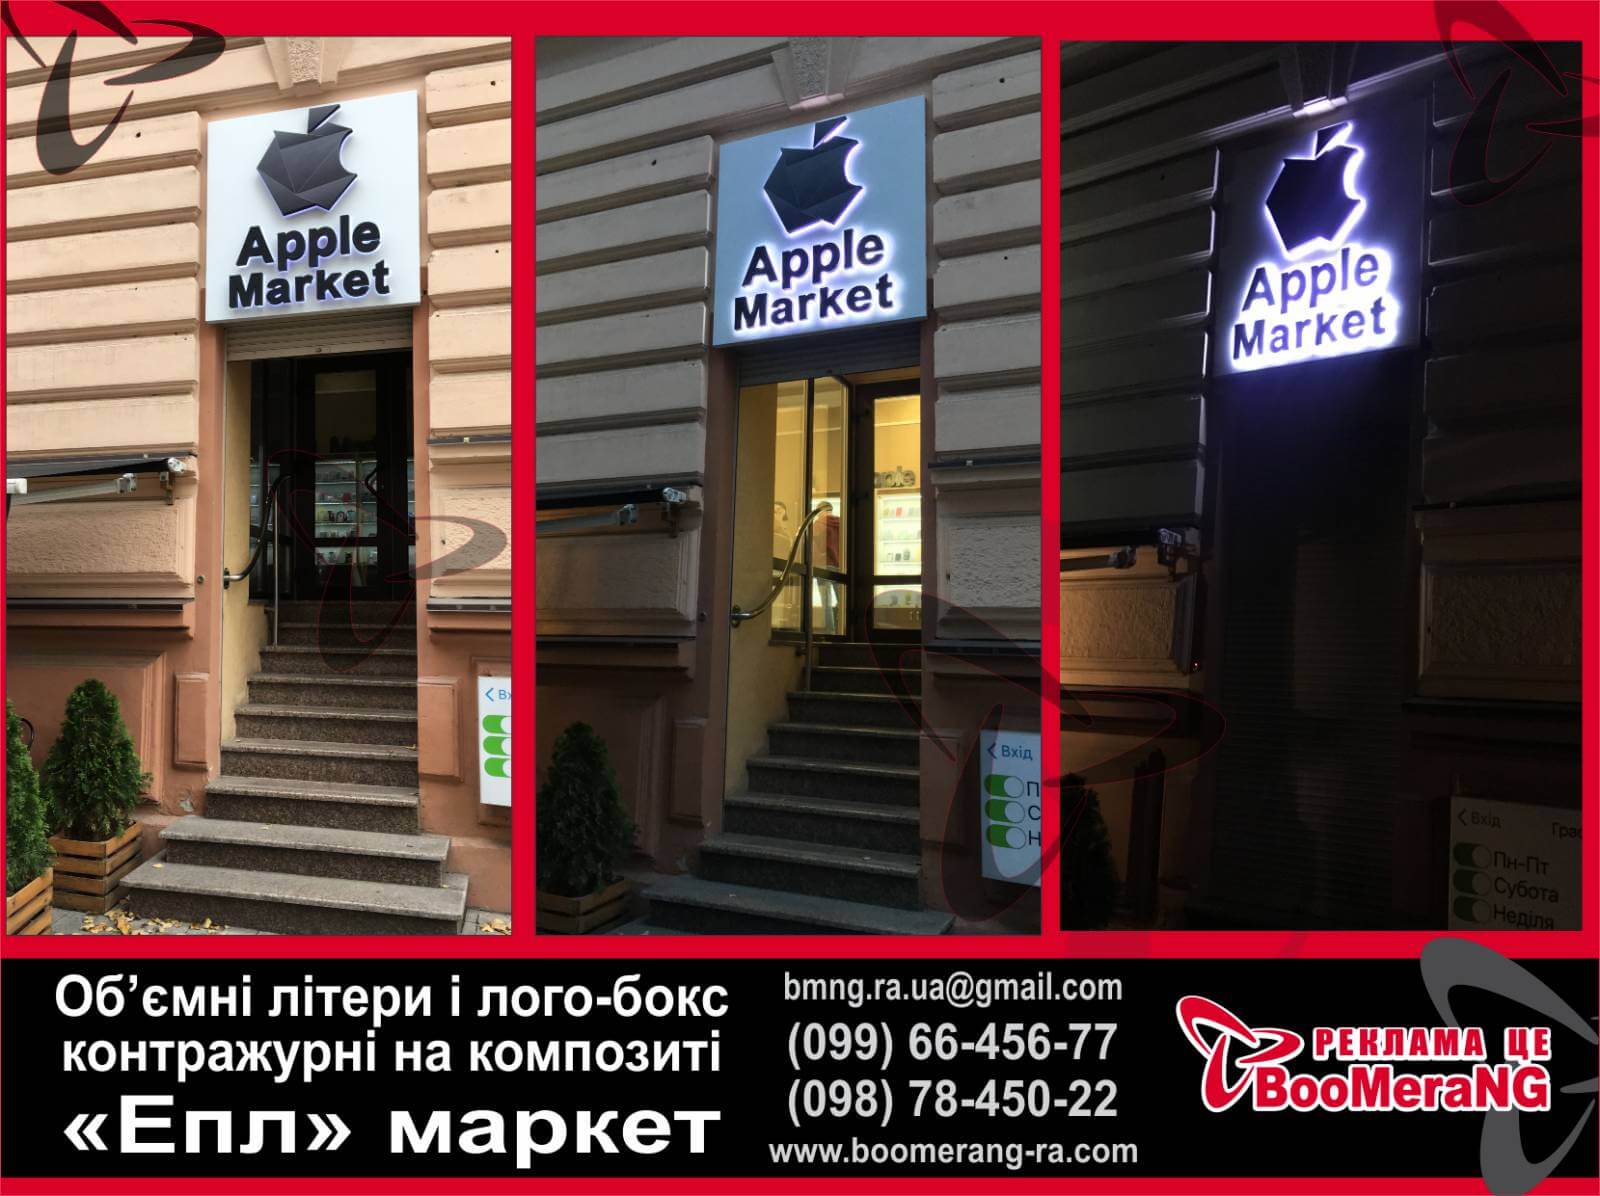 Apple
Market
Вх
Apple
Market
Вхід
П
С
Н
Apple
Market
Вхід
Граф
Пн-Пт
Субота
Неділя
Об’ємні літери і лого-бокс
контражурні на композиті
«Епл» маркет
bmng.ra.ua@gmail.com
(099) 66-456-77
(098) 78-450-22
www.boomerang-ra.com
РЕКЛАМА ЦЕ
BooMeraNG